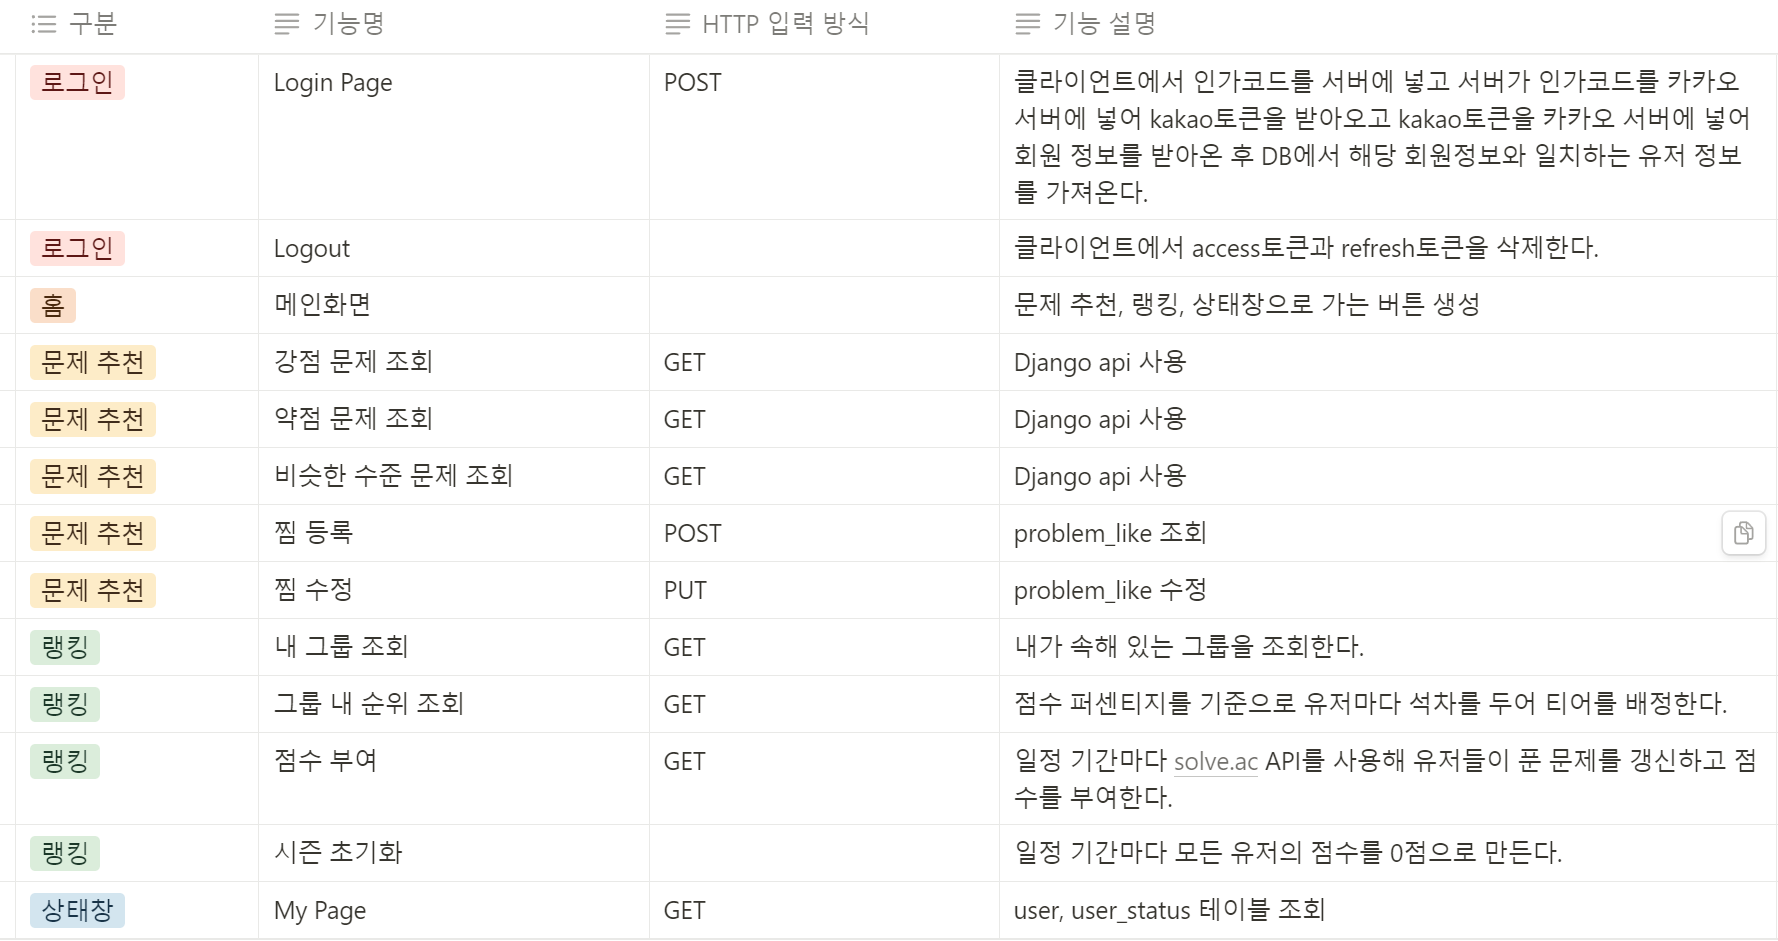 구분 기능명 HTTP 입력 방식 기능 설명
로그인 Login Page POST 클라이언트에서 인가코드를 서버에 넣고 서버가 인가코드를 카카오
서버에 넣어 kakao토큰을 받아오고 kakao토큰을 카카오 서버에 넣어
회원 정보를 받아온 후 DB에서 해당 회원정보와 일치하는 유저 정보
를 가져온다.
로그인 Logout 클라이언트에서 access토큰과 refresh토큰을 삭제한다.
홈 메인화면 문제 추천, 랭킹, 상태창으로 가는 버튼 생성
문제 추천 강점 문제 조회 GET Django api 사용
문제 추천 약점 문제 조회 GET Django api 사용
문제 추천 비슷한 수준 문제 조회 GET Django api 사용
문제 추천 찜 등록 POST problem_like 조회
문제 추천 찜 수정 PUT problem_like 수정
랭킹 내 그룹 조회 GET 내가 속해 있는 그룹을 조회한다.
랭킹 그룹 내 순위 조회 GET 점수 퍼센티지를 기준으로 유저마다 석차를 두어 티어를 배정한다.
랭킹 점수 부여 GET 일정 기간마다 solve.ac API를 사용해 유저들이 푼 문제를 갱신하고 점
수를 부여한다.
랭킹 시즌 초기화 일정 기간마다 모든 유저의 점수를 0점으로 만든다.
상태창 My Page GET user, user_status 테이블 조회